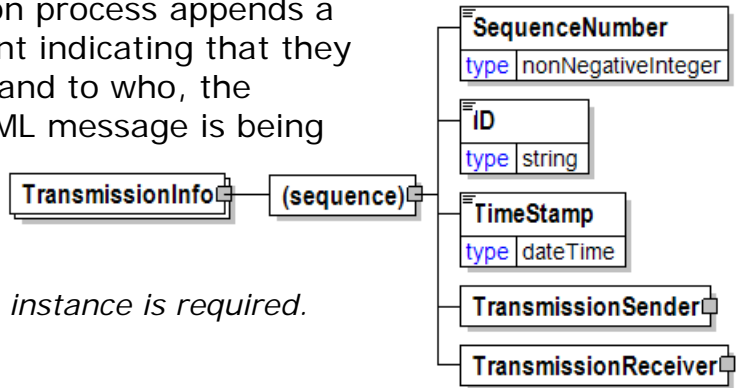 on process appends a
nt indicating that they
and to who, the
ML message is being
instance is required.
TransmissionInfo
(sequence)
SequenceNumber
type nonNegativeInteger
ID
type string
TimeStamp
type dateTime
TransmissionSender
TransmissionReceiver